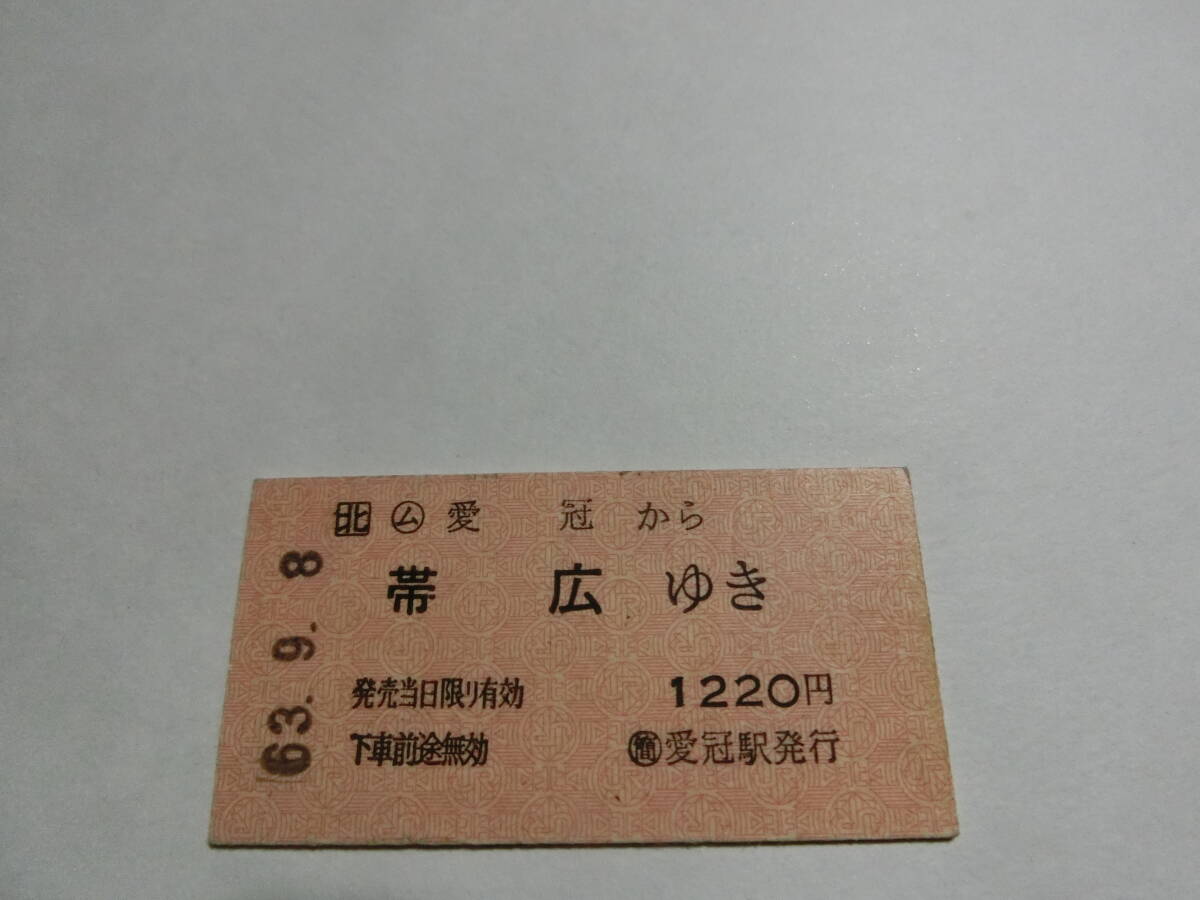 北 ム 愛 冠 から
帯 広 ゆき
発売当日限り有効 1220円
下車前途無効 簡 愛冠駅発行
63. 9. 8